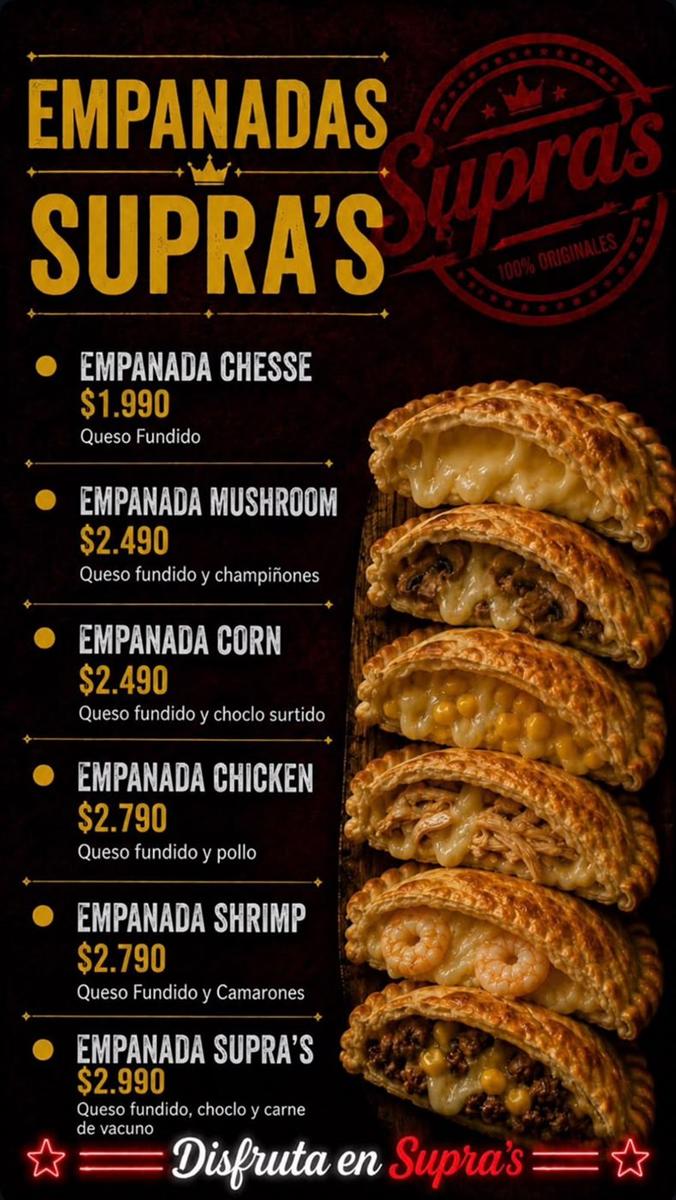 EMPANADAS
SUPRA'S
Supra's
100% ORIGINALES
EMPANADA CHESSE
$1.990
Queso Fundido
EMPANADA MUSHROOM
$2.490
Queso fundido y champiñones
EMPANADA CORN
$2.490
Queso fundido y choclo surtido
EMPANADA CHICKEN
$2.790
Queso fundido y pollo
EMPANADA SHRIMP
$2.790
Queso Fundido y Camarones
EMPANADA SUPRA'S
$2.990
Queso fundido, choclo y carne
de vacuno
Disfruta en Supra's